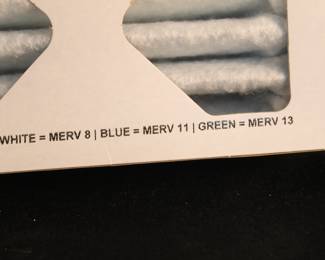 WHITE = MERV 8 | BLUE = MERV 11 | GREEN = MERV 13